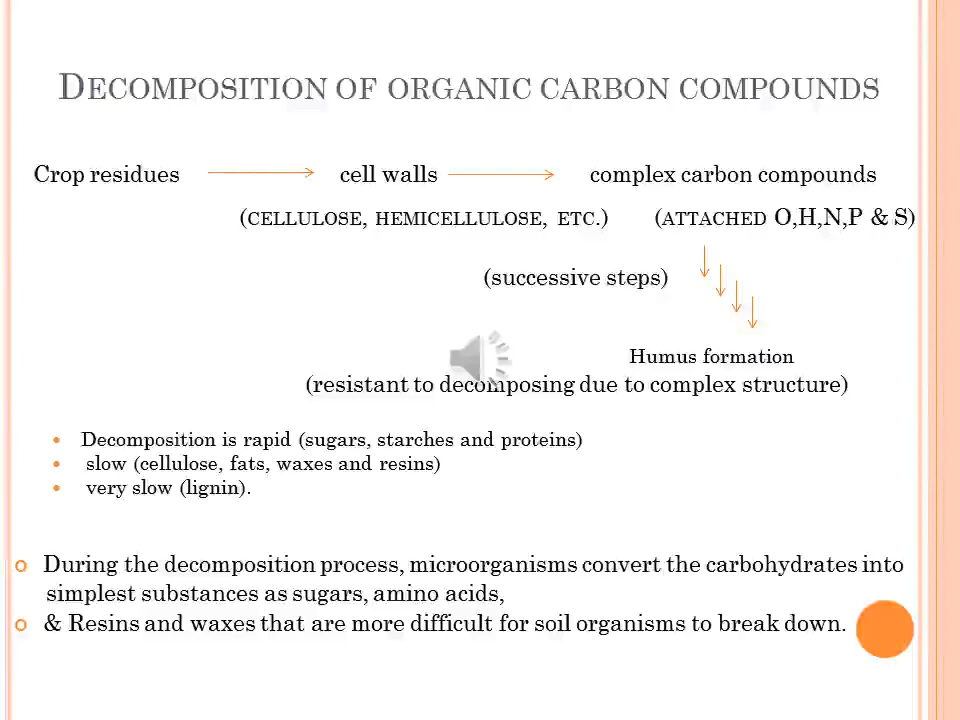 DECOMPOSITION OF ORGANIC CARBON COMPOUNDS
Crop residues cell walls complex carbon compounds
(CELLULOSE, HEMICELLULOSE, ETC.) (ATTACHED O,H,N,P & S)
(successive steps)
Humus formation
(resistant to decomposing due to complex structure)
Decomposition is rapid (sugars, starches and proteins)
slow (cellulose, fats, waxes and resins)
very slow (lignin).
During the decomposition process, microorganisms convert the carbohydrates into
simplest substances as sugars, amino acids,
& Resins and waxes that are more difficult for soil organisms to break down.